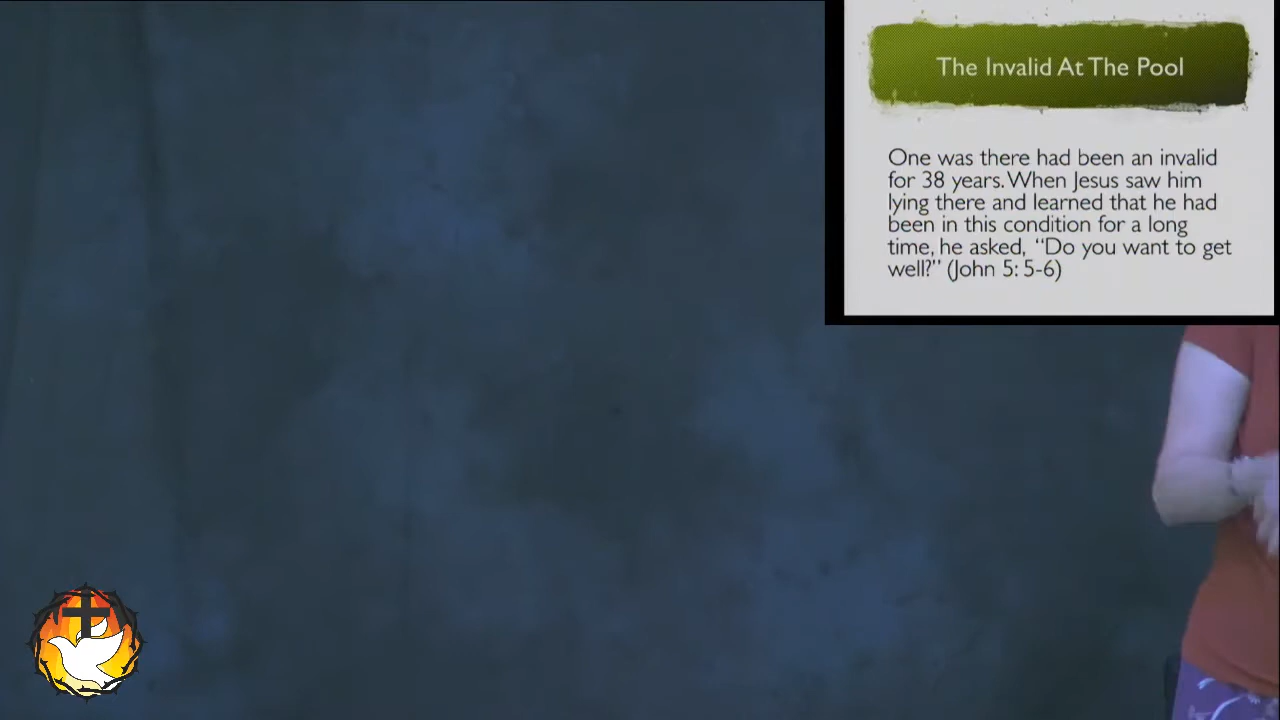 The Invalid At The Pool
One was there had been an invalid
for 38 years. When Jesus saw him
lying there and learned that he had
been in this condition for a long
time, he asked, “Do you want to get
well?” (John 5: 5-6)